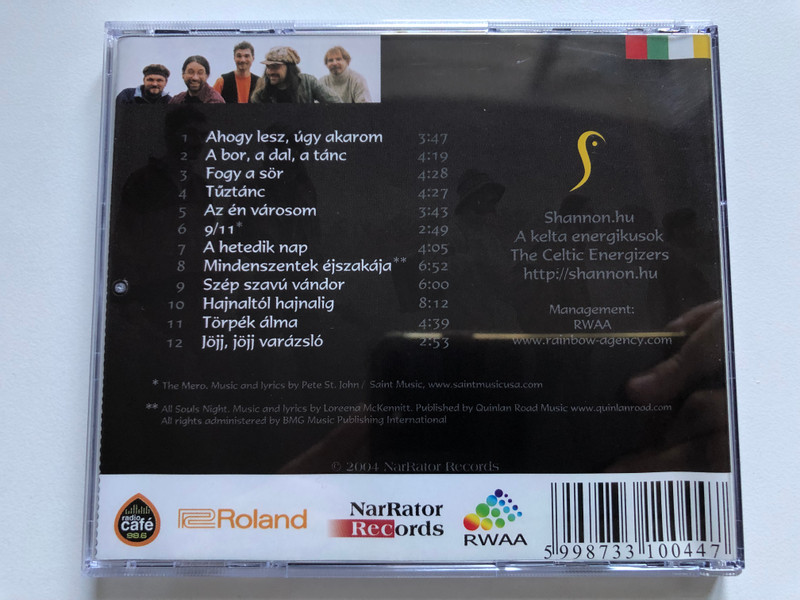 1 Ahogy lesz, úgy akarom 3:47
2 A bor, a dal, a tánc 4:19
3 Fogy a sör 4:28
4 Tűztánc 4:27
5 Az én városom 3:43
6 9/11* 2:49
7 A hetedik nap 4:05
8 Mindenszentek éjszakája** 6:52
9 Szép szavú vándor 6:00
10 Hajnaltól hajnalig 8:12
11 Törpék álma 4:39
12 Jöjj, jöjj varázsló 2:53
Shannon.hu
A kelta energikusok
The Celtic Energizers
http://shannon.hu
Management:
RWAA
www.rainbow-agency.com
* The Mero. Music and lyrics by Pete St. John / Saint Music, www.saintmusicusa.com
** All Souls Night. Music and lyrics by Loreena McKennitt. Published by Quinlan Road Music www.quinlanroad.com
All rights administered by BMG Music Publishing International
© 2004 NarRator Records
radio
café
98.6
Roland
NarRator
Records
RWAA
5 998733 100447